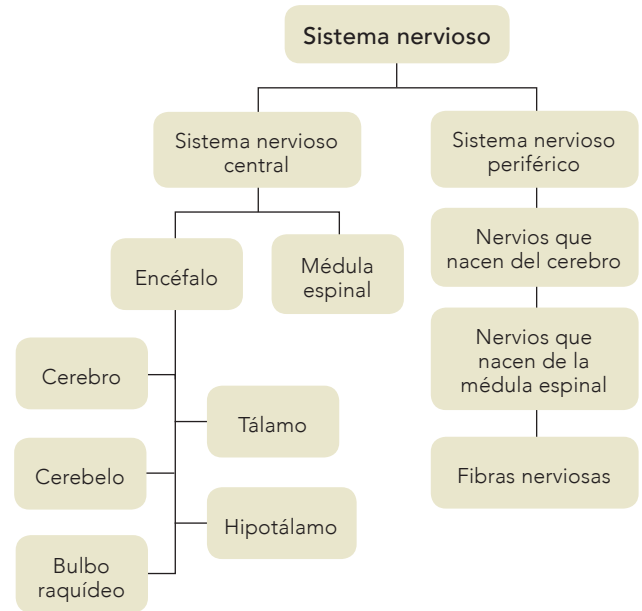 Sistema nervioso
Sistema nervioso
central
Sistema nervioso
periférico
Encéfalo
Médula
espinal
Nervios que
nacen del cerebro
Nervios que
nacen de la
médula espinal
Cerebro
Tálamo
Cerebelo
Fibras nerviosas
Hipotálamo
Bulbo
raquídeo